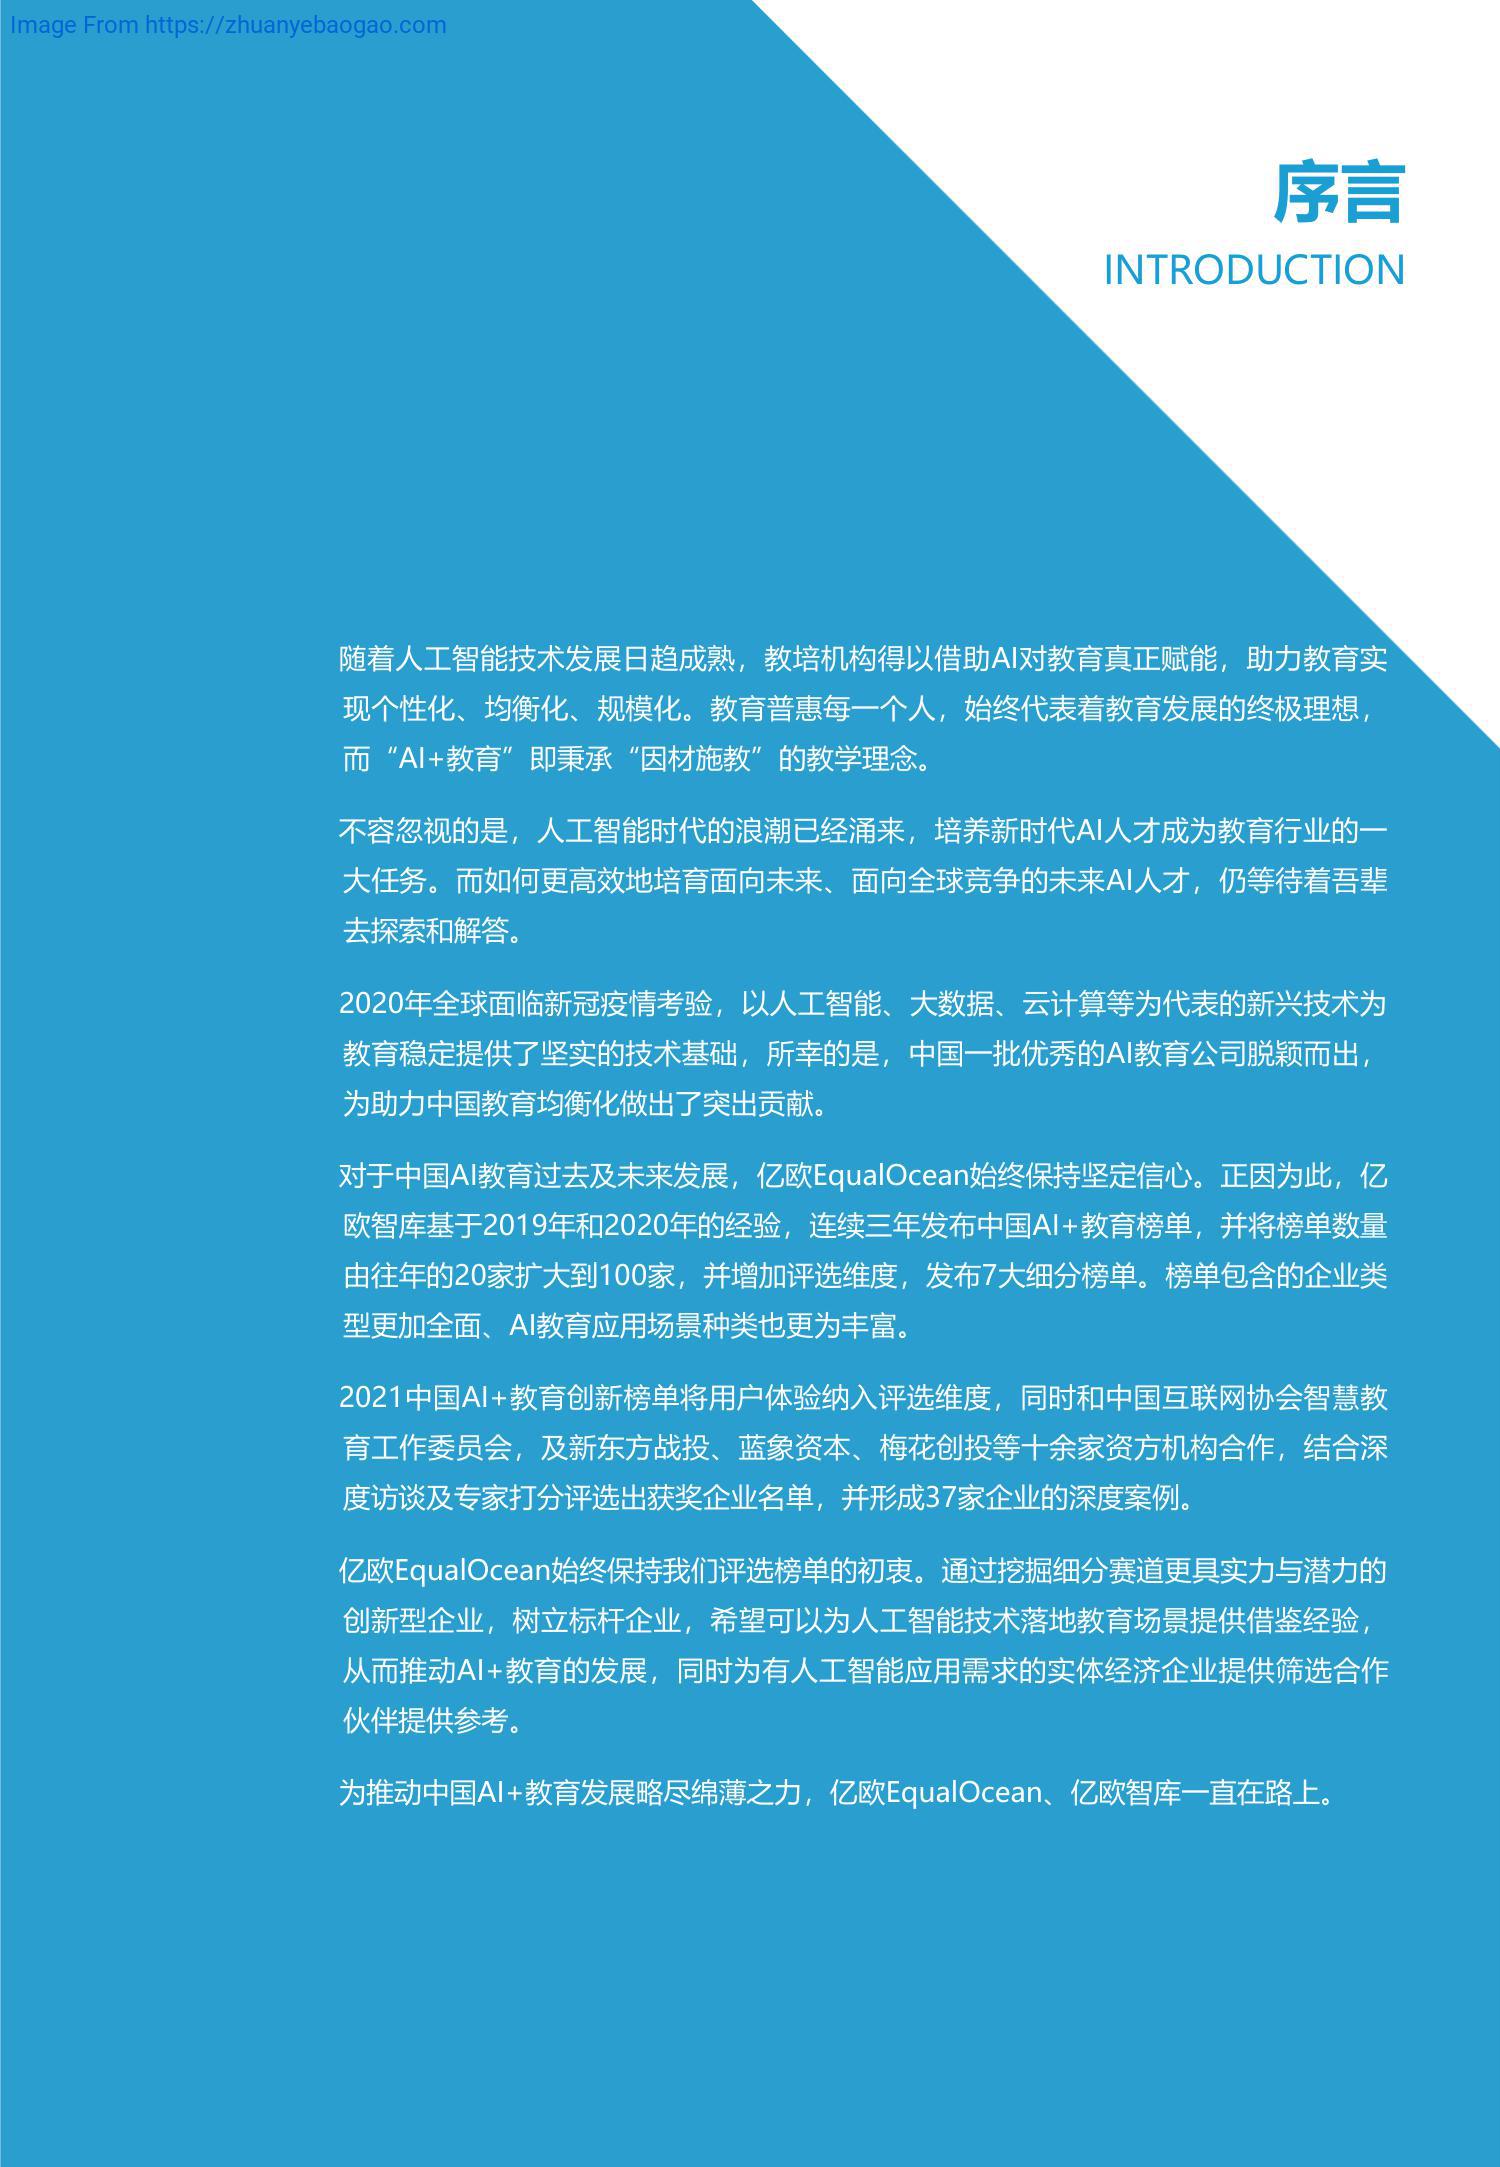 Image From https://zhuanyebaogao.com
序言
INTRODUCTION
随着人工智能技术发展日趋成熟，教培机构得以借助AI对教育真正赋能，助力教育实
现个性化、均衡化、规模化。教育普惠每一个人，始终代表着教育发展的终极理想，
而“AI+教育”即秉承“因材施教”的教学理念。
不容忽视的是，人工智能时代的浪潮已经涌来，培养新时代AI人才成为教育行业的一
大任务。而如何更高效地培育面向未来、面向全球竞争的未来AI人才，仍等待着吾辈
去探索和解答。
2020年全球面临新冠疫情考验，以人工智能、大数据、云计算等为代表的新兴技术为
教育稳定提供了坚实的技术基础，所幸的是，中国一批优秀的AI教育公司脱颖而出，
为助力中国教育均衡化做出了突出贡献。
对于中国AI教育过去及未来发展，亿欧EqualOcean始终保持坚定信心。正因为此，亿
欧智库基于2019年和2020年的经验，连续三年发布中国AI+教育榜单，并将榜单数量
由往年的20家扩大到100家，并增加评选维度，发布7大细分榜单。榜单包含的企业类
型更加全面、AI教育应用场景种类也更为丰富。
2021中国AI+教育创新榜单将用户体验纳入评选维度，同时和中国互联网协会智慧教
育工作委员会，及新东方战投、蓝象资本、梅花创投等十余家资方机构合作，结合深
度访谈及专家打分评选出获奖企业名单，并形成37家企业的深度案例。
亿欧EqualOcean始终保持我们评选榜单的初衷。通过挖掘细分赛道更具实力与潜力的
创新型企业，树立标杆企业，希望可以为人工智能技术落地教育场景提供借鉴经验，
从而推动AI+教育的发展，同时为有人工智能应用需求的实体经济企业提供筛选合作
伙伴提供参考。
为推动中国AI+教育发展略尽绵薄之力，亿欧EqualOcean、亿欧智库一直在路上。